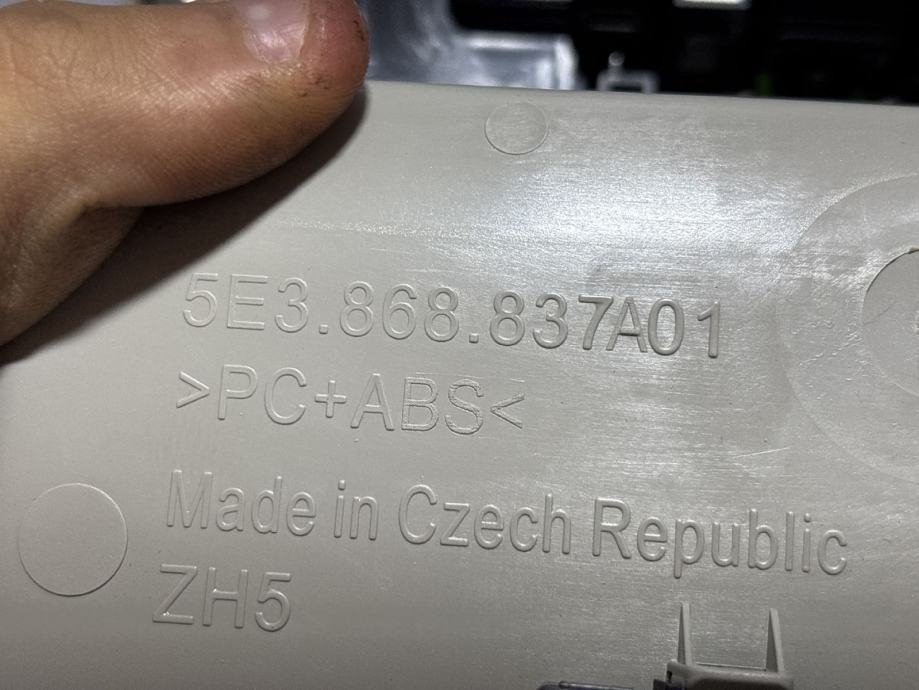 5E3.868.837A01
>PC+ABS<
Made in Czech Republic
ZH5